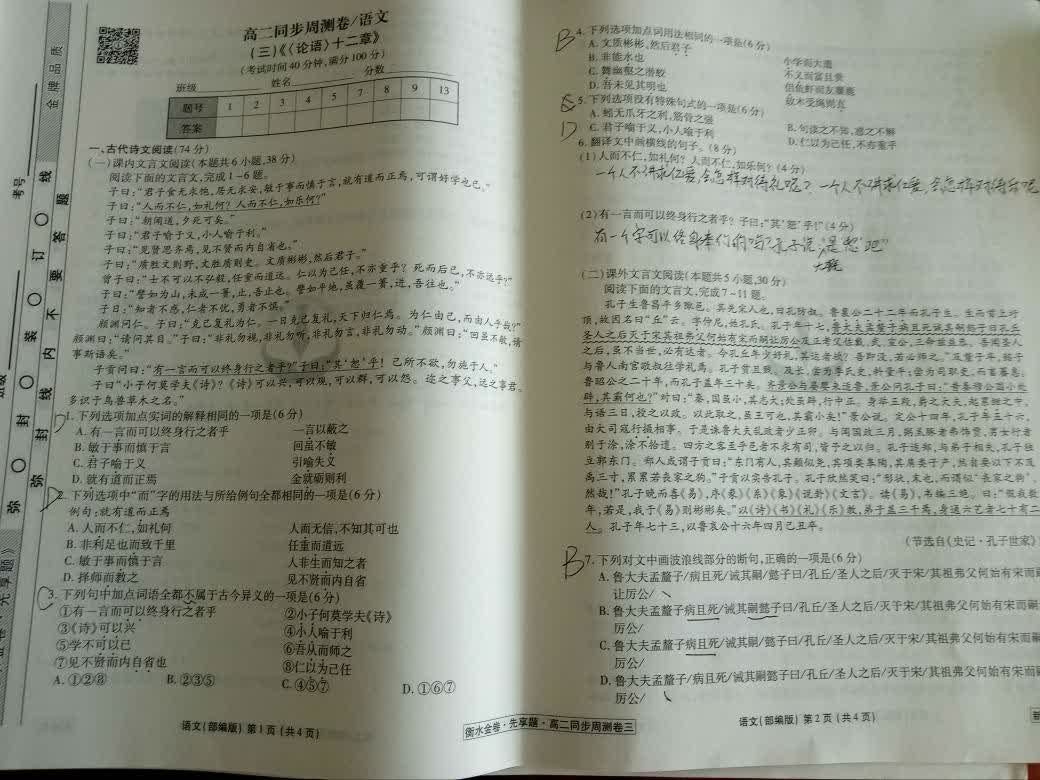 金牌品质
高二同步周测卷/语文
(三)《〈论语〉十二章》
(考试时间40分钟,满分100分)
班级 姓名 分数
题号 1 2 3 4 5 7 8 9 13
答案
考号
弥 封 装 订 线
弥 封 线 内 不 要 答 题
一、古代诗文阅读(74分)
(一)课内文言文阅读(本题共6小题,38分)
阅读下面的文言文,完成1~6题。
子曰:“君子食无求饱,居无求安,敏于事而慎于言,就有道而正焉,可谓好学也已。”
子曰:“人而不仁,如礼何?人而不仁,如乐何?”
子曰:“朝闻道,夕死可矣。”
子曰:“君子喻于义,小人喻于利。”
子曰:“见贤思齐焉,见不贤而内自省也。”
子曰:“质胜文则野,文胜质则史。文质彬彬,然后君子。”
曾子曰:“士不可以不弘毅,任重而道远。仁以为己任,不亦重乎?死而后已,不亦远乎?”
子曰:“譬如为山,未成一篑,止,吾止也。譬如平地,虽覆一篑,进,吾往也。”
子曰:“知者不惑,仁者不忧,勇者不惧。”
颜渊问仁。子曰:“克己复礼为仁。一日克己复礼,天下归仁焉。为仁由己,而由人乎哉?”
颜渊曰:“请问其目。”子曰:“非礼勿视,非礼勿听,非礼勿言,非礼勿动。”颜渊曰:“回虽不敏,请
事斯语矣。”
子贡问曰:“有一言而可以终身行之者乎?”子曰:“其‘恕’乎!己所不欲,勿施于人。”
子曰:“小子何莫学夫《诗》?《诗》可以兴,可以观,可以群,可以怨。迩之事父,远之事君。
多识于鸟兽草木之名。”
1.下列选项加点实词的解释相同的一项是(6分)
A.有一言而可以终身行之者乎 一言以蔽之
B.敏于事而慎于言 回虽不敏
C.君子喻于义 引喻失义
D.就有道而正焉 金就砺则利
2.下列选项中“而”字的用法与所给例句全都相同的一项是(6分)
例句:就有道而正焉
A.人而不仁,如礼何 人而无信,不知其可也
B.非利足也而致千里 任重而道远
C.敏于事而慎于言 人非生而知之者
D.择师而教之 见不贤而内自省
C
3.下列句中加点词语全都不属于古今异义的一项是(6分)
①有一言而可以终身行之者乎 ②小子何莫学夫《诗》
③《诗》可以兴 ④小人喻于利
⑤学不可以已 ⑥吾从而师之
⑦见不贤而内自省也 ⑧仁以为己任
A.①②⑧ B.②③⑤ C.④⑤⑦ D.①⑥⑦
语文(部编版) 第1页(共4页)
B
4.下列选项加点词用法相同的一项是(6分)
A.文质彬彬,然后君子 小学而大遗
B.非能水也 不义而富且贵
C.舞幽壑之潜蛟 侣鱼虾而友麋鹿
D.吾未见其明也 故木受绳则直
5.下列选项没有特殊句式的一项是(6分)
A.蚓无爪牙之利,筋骨之强 B.句读之不知,惑之不解
D
C.君子喻于义,小人喻于利 D.仁以为己任,不亦重乎
6.翻译文中画横线的句子。(8分)
(1)人而不仁,如礼何?人而不仁,如乐何?(4分)
一个人不讲求仁爱,会怎样对待礼呢?一个人不讲求仁爱,会怎样对待乐呢
(2)有一言而可以终身行之者乎?子曰:“其‘恕’乎!”(4分)
有一个字可以终身奉行的吗?孔子说,是“恕”吧”
(二)课外文言文阅读(本题共5小题,30分)
阅读下面的文言文,完成7~11题。
孔子生鲁昌平乡陬邑。其先宋人也,曰孔防叔。鲁襄公二十二年而孔子生。生而首上圩
顶,故因名曰“丘”云。字仲尼,姓孔氏。孔子年十七,鲁大夫孟釐子病且死诫其嗣懿子曰孔丘
圣人之后灭于宋其祖弗父何始有宋而嗣让厉公及正考父佐戴、武、宣公,三命兹益恭。吾闻圣人
之后,虽不当世,必有达者。今孔丘年少好礼,其达者欤?吾即没,若必师之。”及釐子卒,懿子
与鲁人南宫敬叔往学礼焉。孔子贫且贱。及长,尝为季氏史,料量平;尝为司职吏,而畜蕃息。
鲁昭公之二十年,而孔子盖年三十矣。齐景公与晏婴来适鲁,景公问孔子曰:“昔秦穆公国小处
辟,其霸何也?”对曰:“秦,国虽小,其志大;处虽辟,行中正。身举五羖,爵之大夫,起累绁之中,
与语三日,授之以政。以此取之,虽王可也,其霸小矣!”景公说。定公十四年,孔子年五十六,
由大司寇行摄相事。于是诛鲁大夫乱政者少正卯。与闻国政三月,粥羔豚者弗饰贾,男女行者
别于涂,涂不拾遗。四方之客至乎邑者不求有司,皆予之以归。孔子适郑,与弟子相失,孔子独
立郭东门。郑人或谓子贡曰:“东门有人,其颡似尧,其项类皋陶,其肩类子产,然自要以下不及
禹三寸,累累若丧家之狗。”子贡以实告孔子。孔子欣然笑曰:“形状,末也。而谓似‘丧家之狗’,
然哉!”孔子晚而喜《易》,序《彖》《系》《象》《说卦》《文言》。读《易》,韦编三绝。曰:“假我数
年,若是,我于《易》则彬彬矣。”以《诗》《书》《礼》《乐》教,弟子盖三千焉,身通六艺者七十有二
人。孔子年七十三,以鲁哀公十六年四月己丑卒。
(节选自《史记·孔子世家》
B
7.下列对文中画波浪线部分的断句,正确的一项是(6分)
A.鲁大夫孟釐子/病且死/诫其嗣/懿子曰/孔丘/圣人之后/灭于宋/其祖弗父何始有宋而嗣
让厉公/
B.鲁大夫孟釐子病且死/诫其嗣懿子曰/孔丘/圣人之后/灭于宋/其祖弗父何始有宋而嗣
厉公/
C.鲁大夫孟釐子病且死/诫其嗣/懿子曰/孔丘/圣人之后/灭于宋/其祖弗父何始有宋而嗣
厉公/
D.鲁大夫孟釐子/病且死/诫其嗣懿子曰/孔丘/圣人之后/灭于宋/其祖弗父何始有宋而嗣
厉公/
衡水金卷·先享题·高二同步周测卷三
语文(部编版) 第2页(共4页)